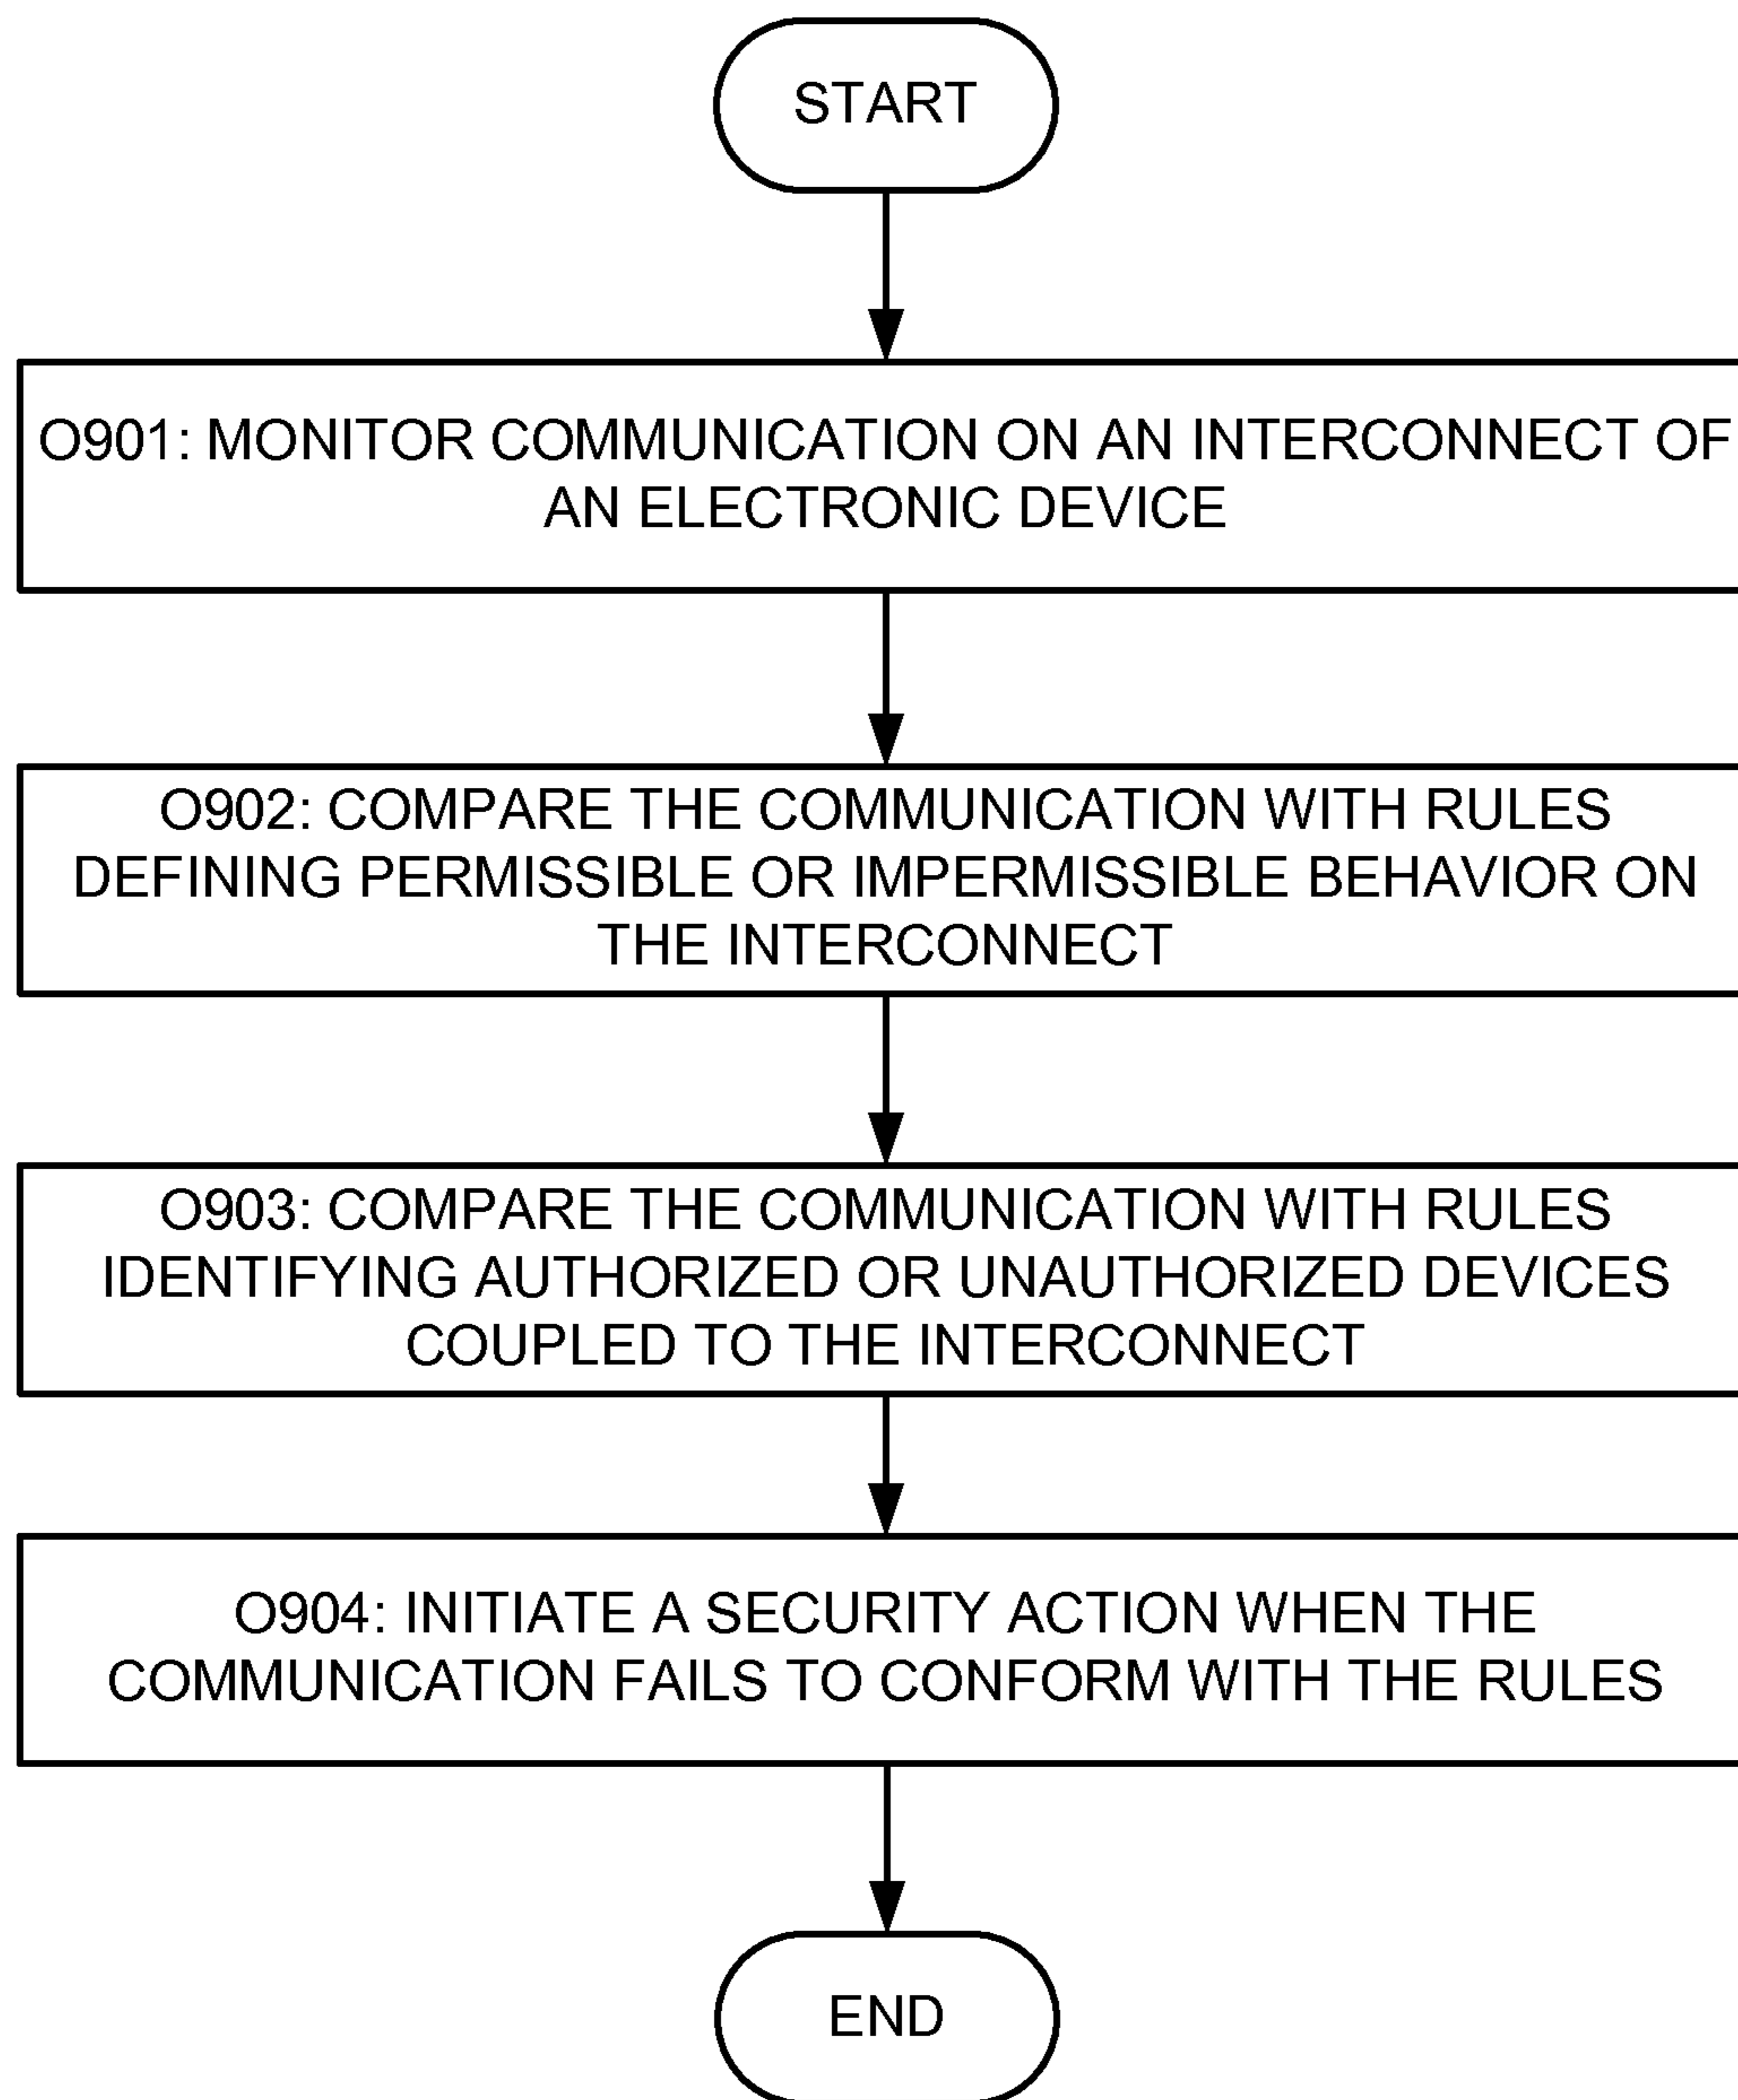 START
O901: MONITOR COMMUNICATION ON AN INTERCONNECT OF
AN ELECTRONIC DEVICE
O902: COMPARE THE COMMUNICATION WITH RULES
DEFINING PERMISSIBLE OR IMPERMISSIBLE BEHAVIOR ON
THE INTERCONNECT
O903: COMPARE THE COMMUNICATION WITH RULES
IDENTIFYING AUTHORIZED OR UNAUTHORIZED DEVICES
COUPLED TO THE INTERCONNECT
O904: INITIATE A SECURITY ACTION WHEN THE
COMMUNICATION FAILS TO CONFORM WITH THE RULES
END